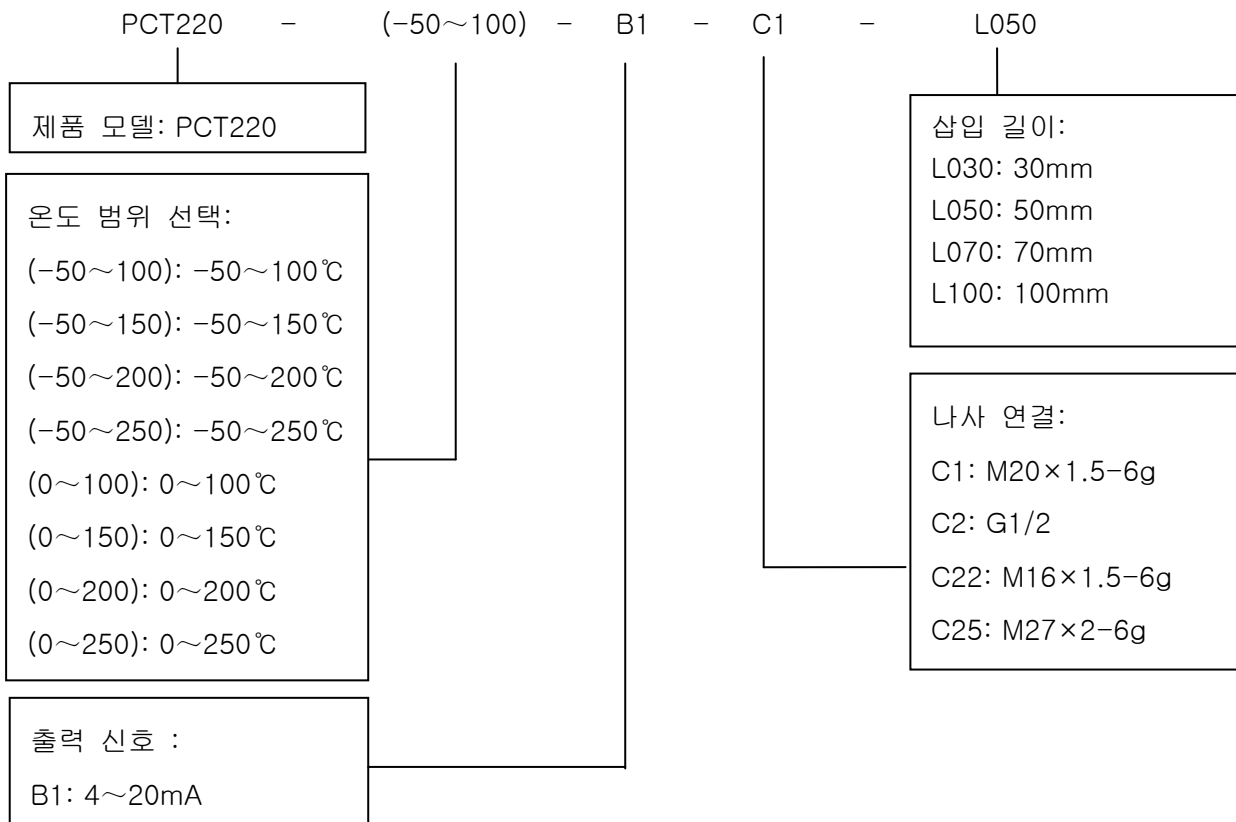 PCT220 - (-50～100) - B1 - C1 - L050
제품 모델: PCT220
온도 범위 선택:
(-50～100): -50～100℃
(-50～150): -50～150℃
(-50～200): -50～200℃
(-50～250): -50～250℃
(0～100): 0～100℃
(0～150): 0～150℃
(0～200): 0～200℃
(0～250): 0～250℃
출력 신호 :
B1: 4～20mA
삽입 길이:
L030: 30mm
L050: 50mm
L070: 70mm
L100: 100mm
나사 연결:
C1: M20×1.5-6g
C2: G1/2
C22: M16×1.5-6g
C25: M27×2-6g